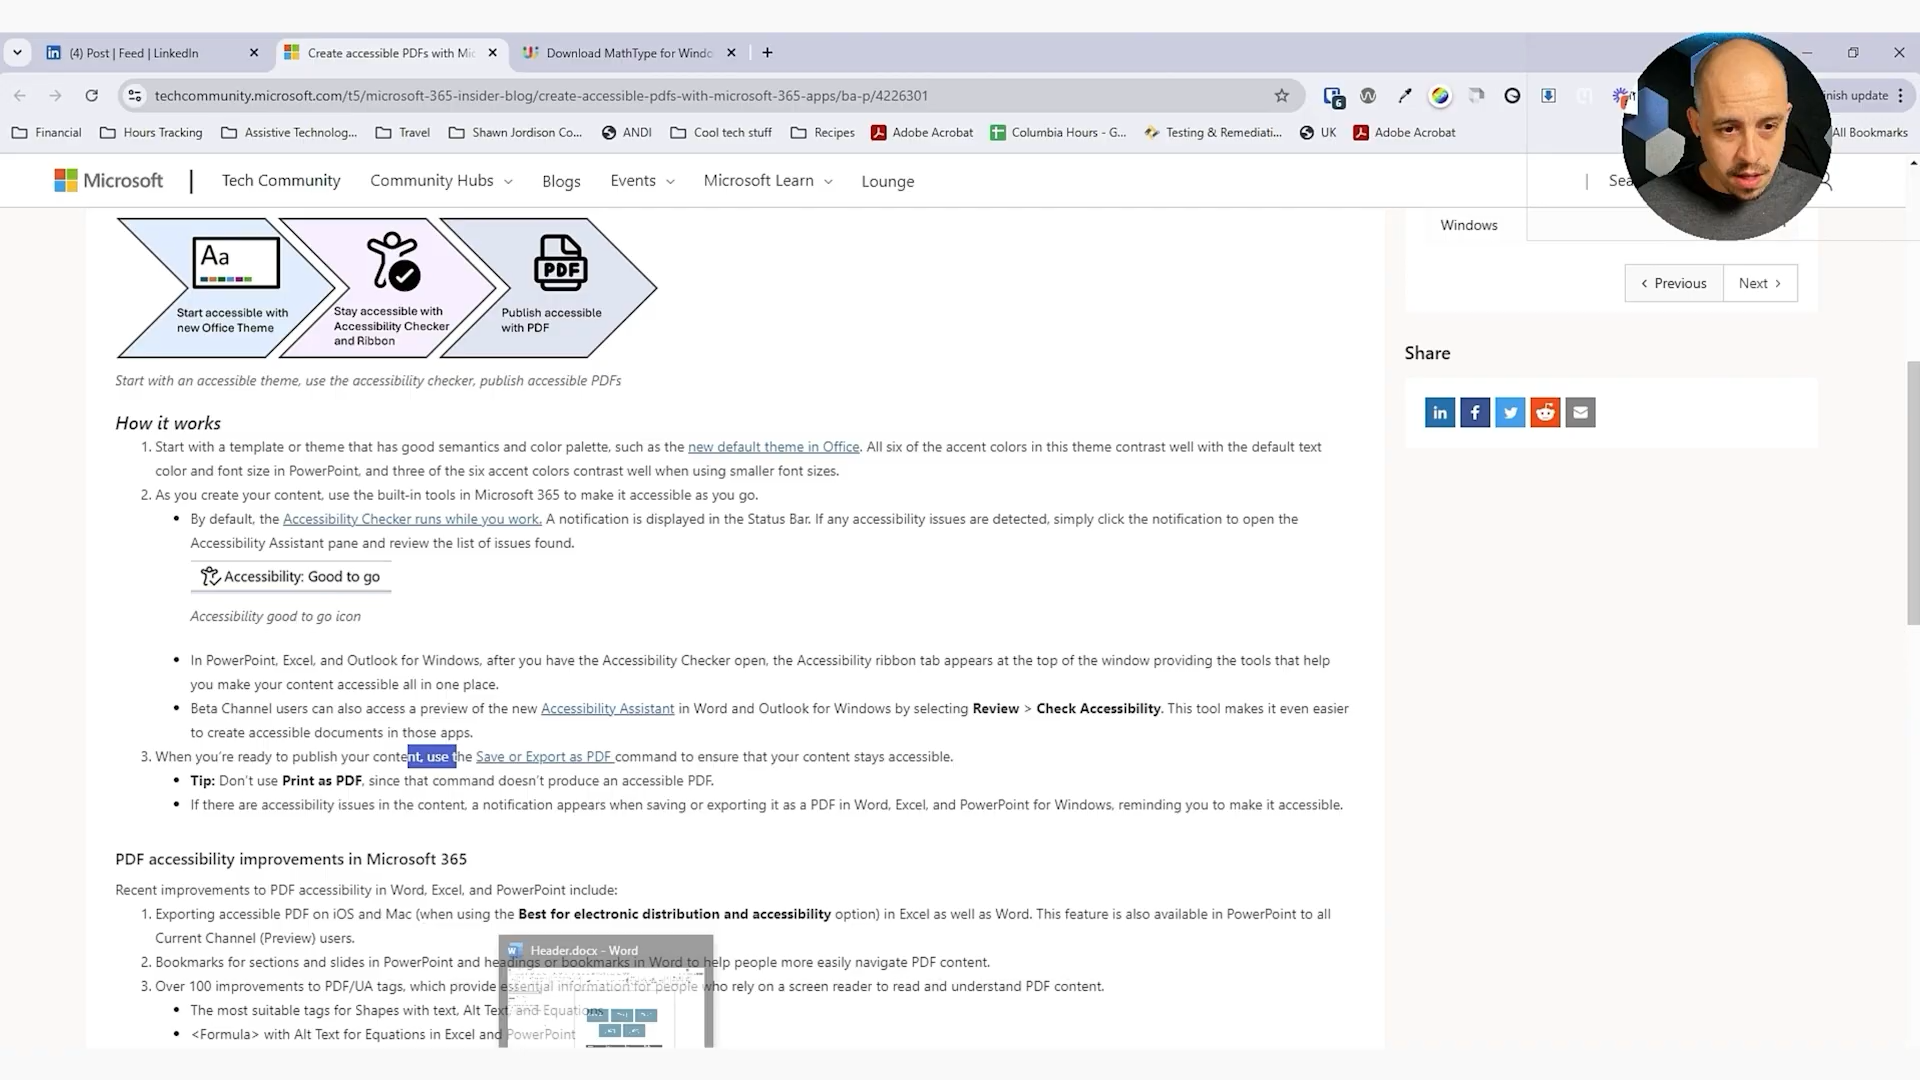 (4) Post | Feed | LinkedIn
Create accessible PDFs with Mic
Download MathType for Windo
techcommunity.microsoft.com/t5/microsoft-365-insider-blog/create-accessible-pdfs-with-microsoft-365-apps/ba-p/4226301
6
inish update
Financial
Hours Tracking
Assistive Technolog...
Travel
Shawn Jordison Co...
ANDI
Cool tech stuff
Recipes
Adobe Acrobat
Columbia Hours - G...
Testing & Remediati...
UK
Adobe Acrobat
All Bookmarks
Microsoft
Tech Community
Community Hubs
Blogs
Events
Microsoft Learn
Lounge
Sea
Windows
Previous
Next
Share
Aa
Start accessible with
new Office Theme
Stay accessible with
Accessibility Checker
and Ribbon
PDF
Publish accessible
with PDF
Start with an accessible theme, use the accessibility checker, publish accessible PDFs
How it works
1. Start with a template or theme that has good semantics and color palette, such as the new default theme in Office. All six of the accent colors in this theme contrast well with the default text
color and font size in PowerPoint, and three of the six accent colors contrast well when using smaller font sizes.
2. As you create your content, use the built-in tools in Microsoft 365 to make it accessible as you go.
• By default, the Accessibility Checker runs while you work. A notification is displayed in the Status Bar. If any accessibility issues are detected, simply click the notification to open the
Accessibility Assistant pane and review the list of issues found.
Accessibility: Good to go
Accessibility good to go icon
• In PowerPoint, Excel, and Outlook for Windows, after you have the Accessibility Checker open, the Accessibility ribbon tab appears at the top of the window providing the tools that help
you make your content accessible all in one place.
• Beta Channel users can also access a preview of the new Accessibility Assistant in Word and Outlook for Windows by selecting Review > Check Accessibility. This tool makes it even easier
to create accessible documents in those apps.
3. When you're ready to publish your content, use the Save or Export as PDF command to ensure that your content stays accessible.
• Tip: Don't use Print as PDF, since that command doesn't produce an accessible PDF.
• If there are accessibility issues in the content, a notification appears when saving or exporting it as a PDF in Word, Excel, and PowerPoint for Windows, reminding you to make it accessible.
PDF accessibility improvements in Microsoft 365
Recent improvements to PDF accessibility in Word, Excel, and PowerPoint include:
1. Exporting accessible PDF on iOS and Mac (when using the Best for electronic distribution and accessibility option) in Excel as well as Word. This feature is also available in PowerPoint to all
Current Channel (Preview) users.
Header.docx - Word
2. Bookmarks for sections and slides in PowerPoint and headings or bookmarks in Word to help people more easily navigate PDF content.
3. Over 100 improvements to PDF/UA tags, which provide essential information for people who rely on a screen reader to read and understand PDF content.
• The most suitable tags for Shapes with text, Alt Text, and Equations
• <Formula> with Alt Text for Equations in Excel and PowerPoint